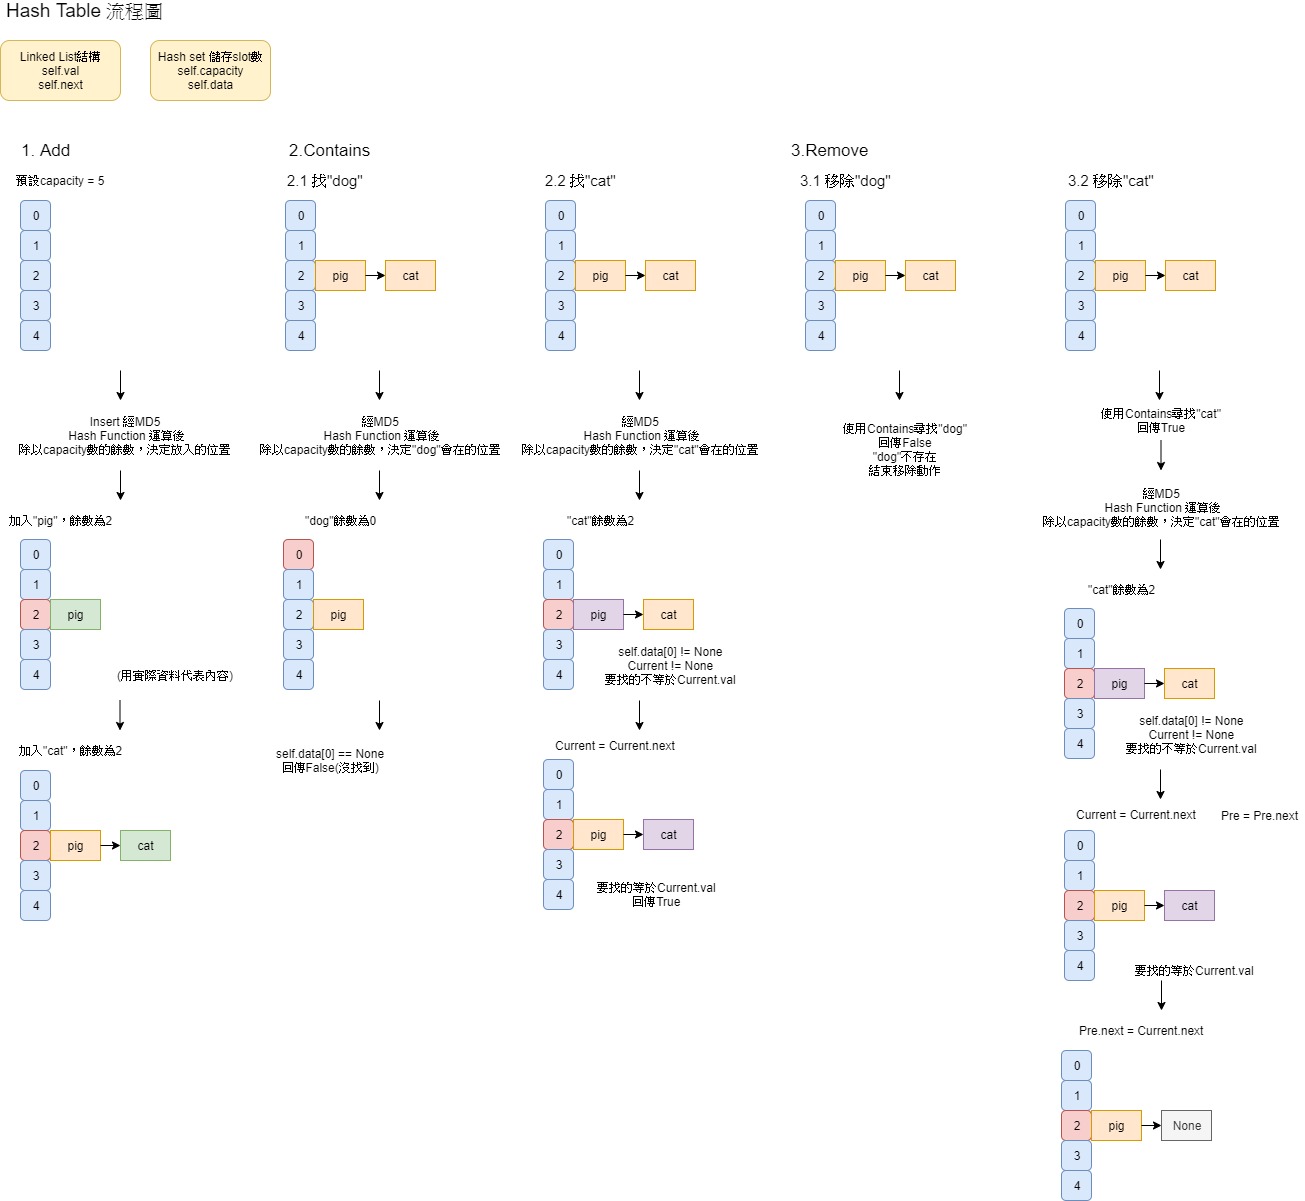 Hash Table 流程圖
Linked List結構
self.val
self.next
Hash set 儲存slot數
self.capacity
self.data
1. Add
預設capacity = 5
0
1
2
3
4
Insert 經MD5
Hash Function 運算後
除以capacity數的餘數，決定放入的位置
加入"pig"，餘數為2
0
1
2 pig
3
4
(用實際資料代表內容)
加入"cat"，餘數為2
0
1
2 pig cat
3
4
2.Contains
2.1 找"dog"
0
1
2 pig cat
3
4
經MD5
Hash Function 運算後
除以capacity數的餘數，決定"dog"會在的位置
"dog"餘數為0
0
1
2 pig
3
4
self.data[0] == None
回傳False(沒找到)
2.2 找"cat"
0
1
2 pig cat
3
4
經MD5
Hash Function 運算後
除以capacity數的餘數，決定"cat"會在的位置
"cat"餘數為2
0
1
2 pig cat
3
4
self.data[0] != None
Current != None
要找的不等於Current.val
Current = Current.next
0
1
2 pig cat
3
4
要找的等於Current.val
回傳True
3.Remove
3.1 移除"dog"
0
1
2 pig cat
3
4
使用Contains尋找"dog"
回傳False
"dog"不存在
結束移除動作
3.2 移除"cat"
0
1
2 pig cat
3
4
使用Contains尋找"cat"
回傳True
經MD5
Hash Function 運算後
除以capacity數的餘數，決定"cat"會在的位置
"cat"餘數為2
0
1
2 pig cat
3
4
self.data[0] != None
Current != None
要找的不等於Current.val
Current = Current.next Pre = Pre.next
0
1
2 pig cat
3
4
要找的等於Current.val
Pre.next = Current.next
0
1
2 pig None
3
4